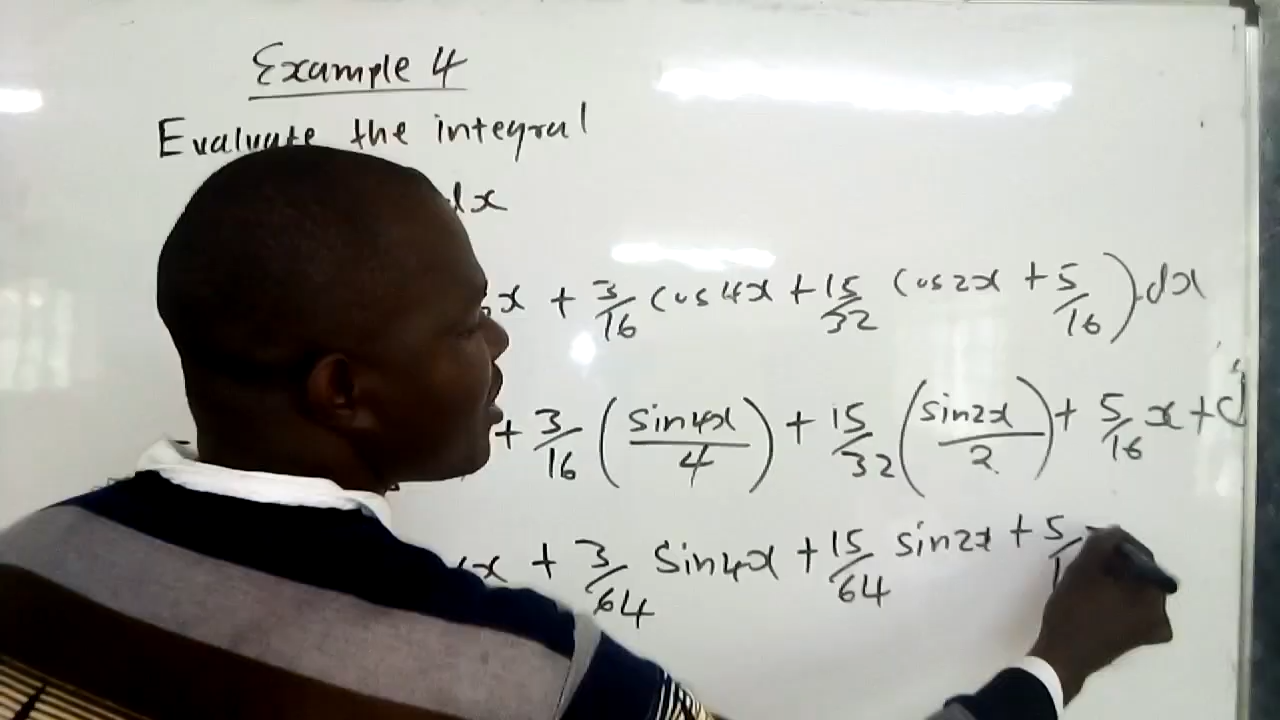 Example 4
Evaluate the integral
dx
x + 3/16 Cos4x + 15/32 Cos2x + 5/16) dx
+ 3/16 (sin4x/4) + 15/32 (sin2x/2) + 5/16 x + C
x + 3/64 Sin4x + 15/64 sin2x + 5/